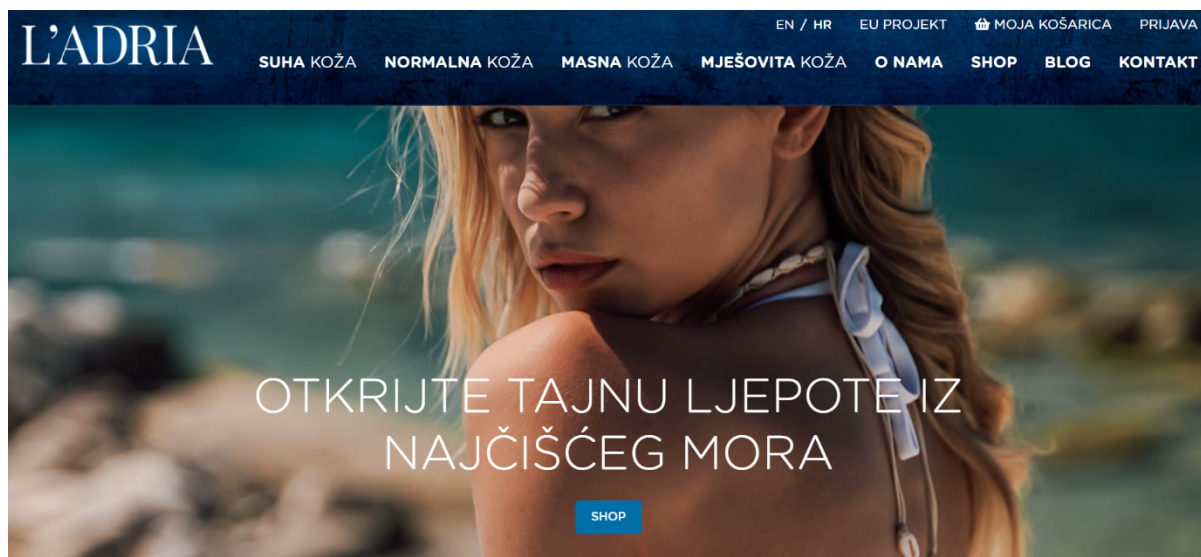 L'ADRIA
EN / HR EU PROJEKT MOJA KOŠARICA PRIJAVA
SUHA KOŽA NORMALNA KOŽA MASNA KOŽA MJEŠOVITA KOŽA O NAMA SHOP BLOG KONTAKT
OTKRIJTE TAJNU LJEPOTE IZ
NAJČIŠĆEG MORA
SHOP